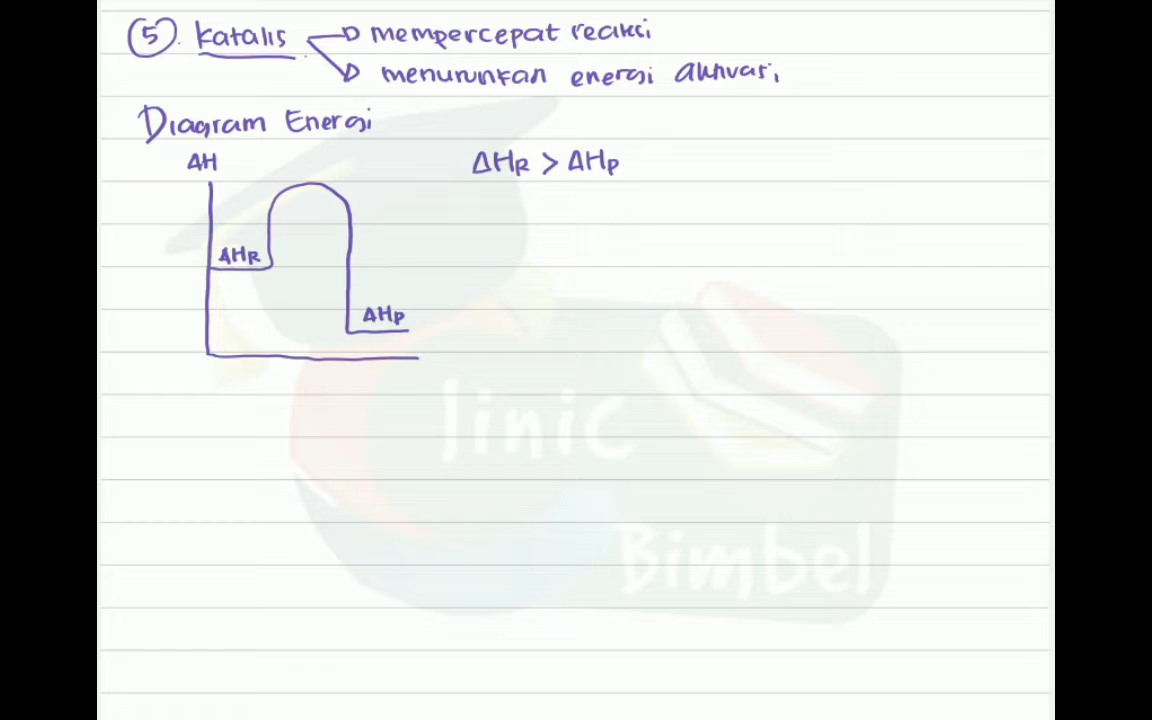 5. Katalis → mempercepat reaksi
→ menurunkan energi aktivasi
Diagram Energi
ΔH
ΔHR > ΔHP
ΔHR
ΔHP
Jinic
Bimbel